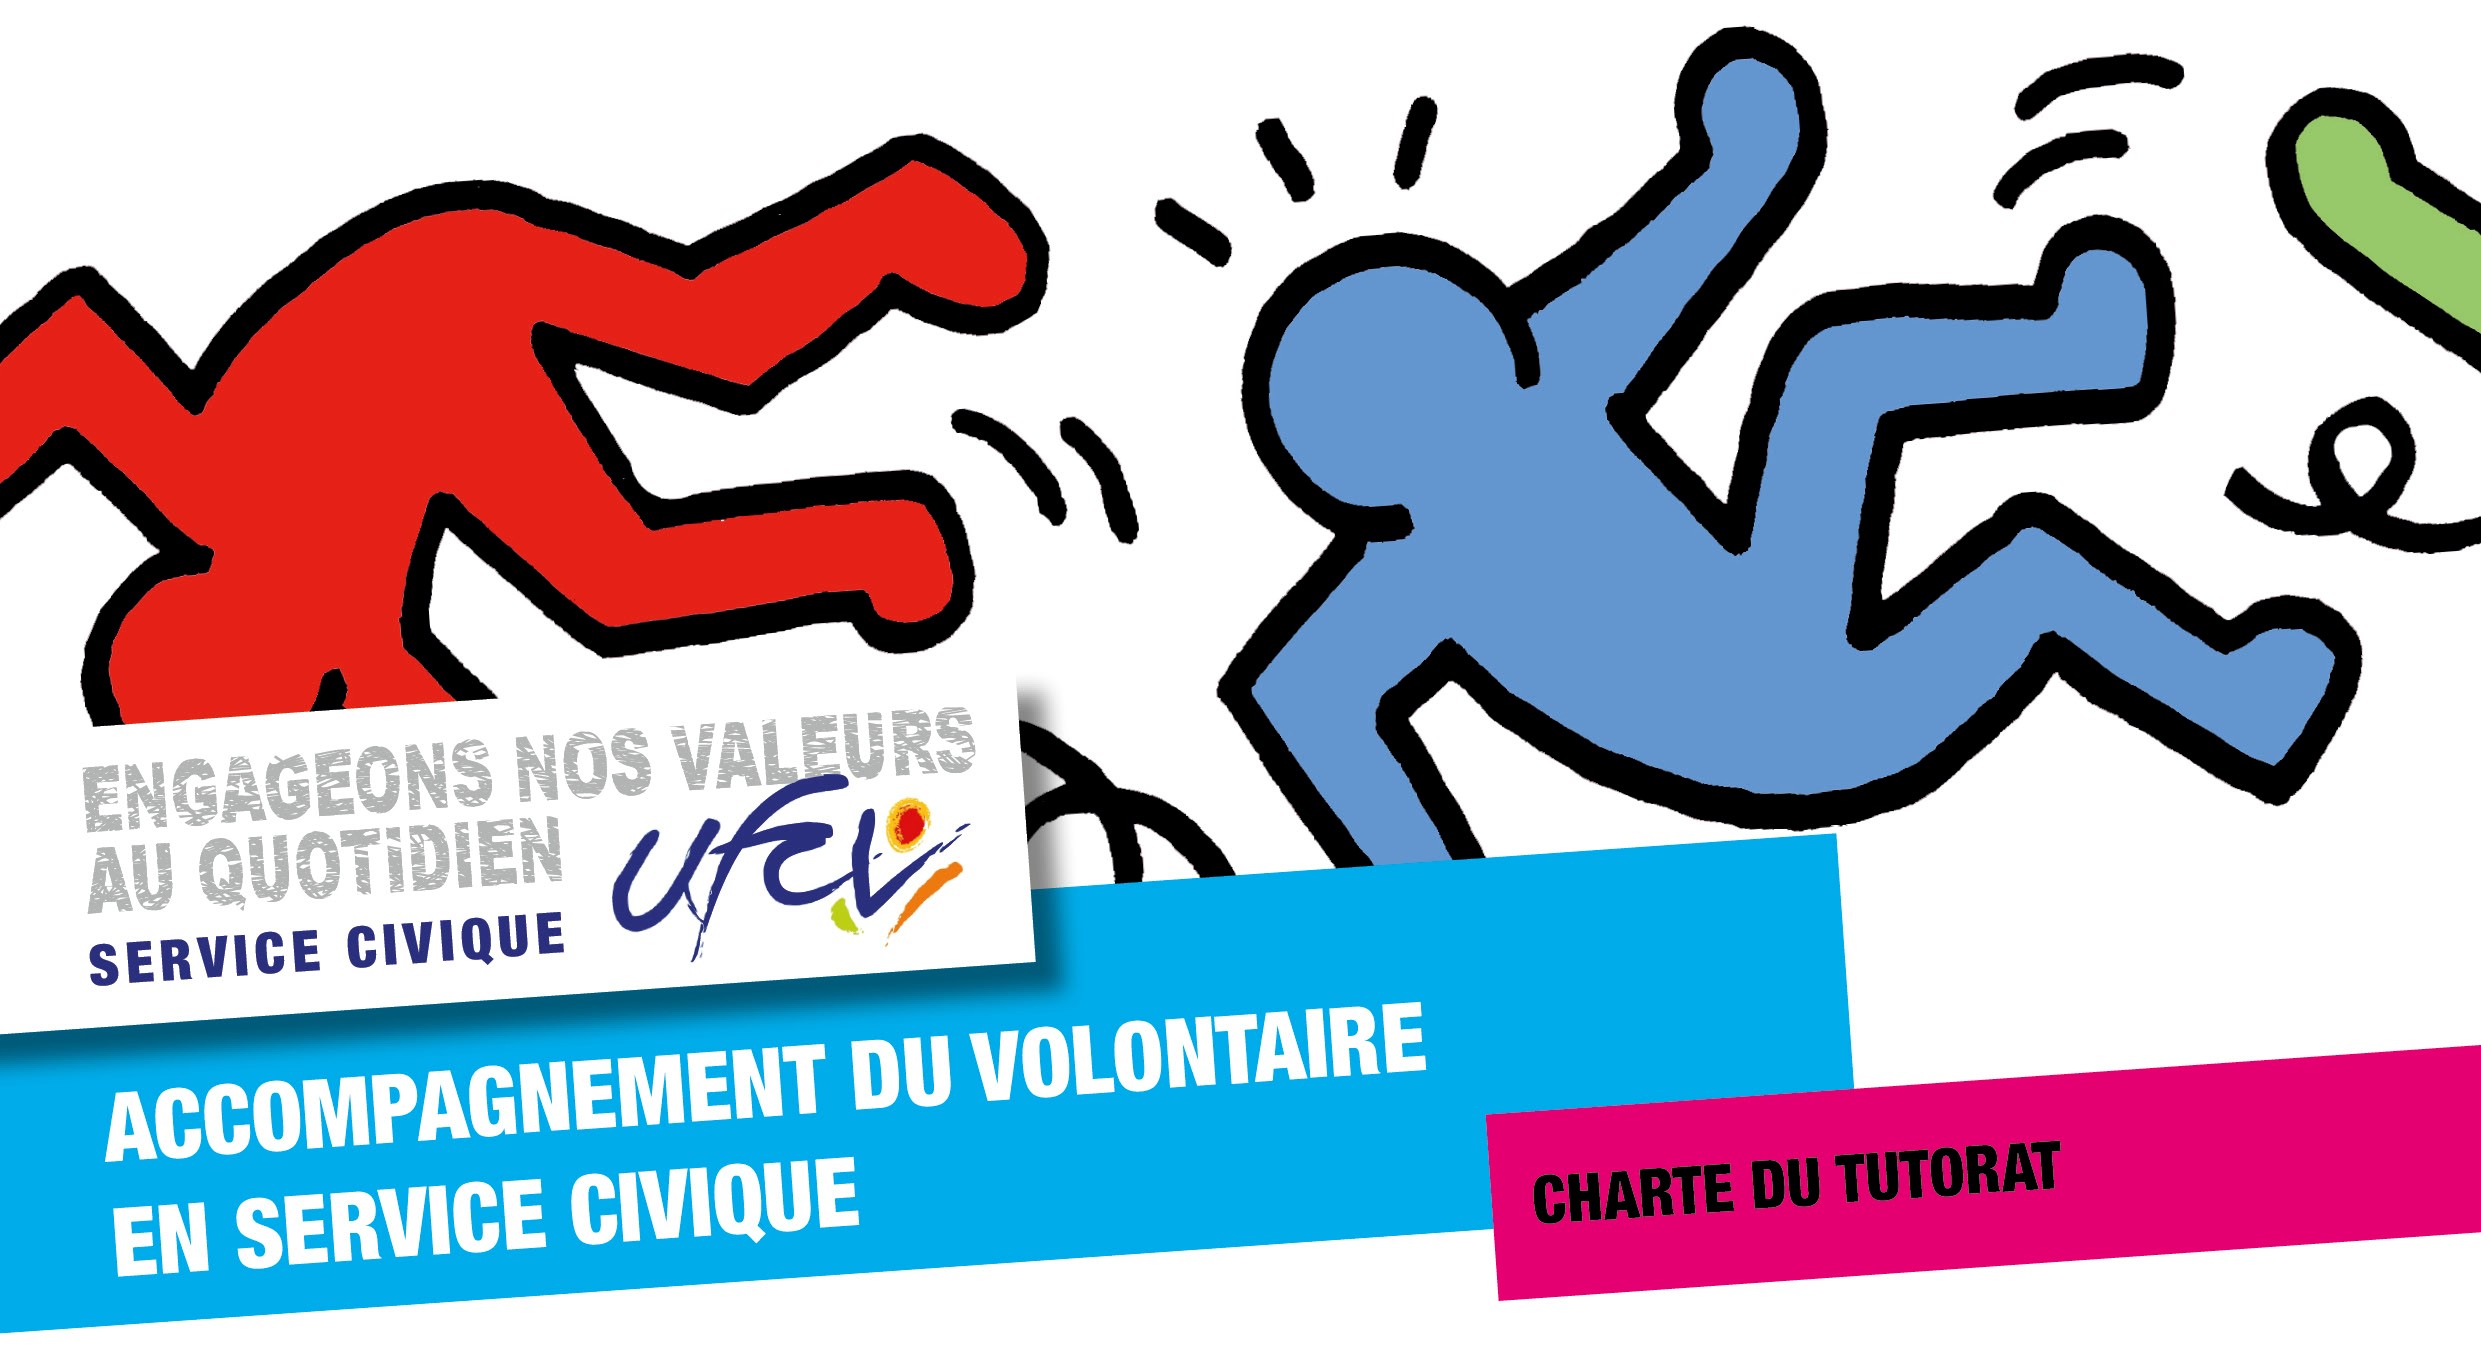 ENGAGEONS NOS VALEURS
AU QUOTIDIEN
SERVICE CIVIQUE
UFCV
ACCOMPAGNEMENT DU VOLONTAIRE
EN SERVICE CIVIQUE
CHARTE DU TUTORAT